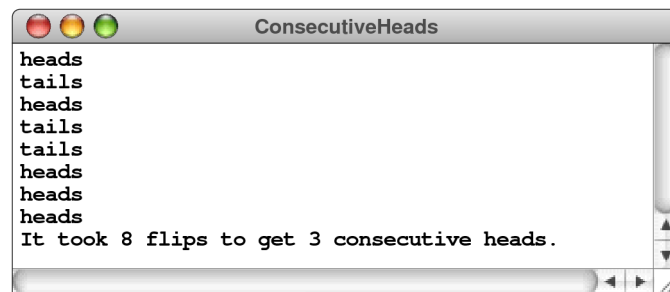 ConsecutiveHeads
heads
tails
heads
tails
tails
heads
heads
heads
It took 8 flips to get 3 consecutive heads.